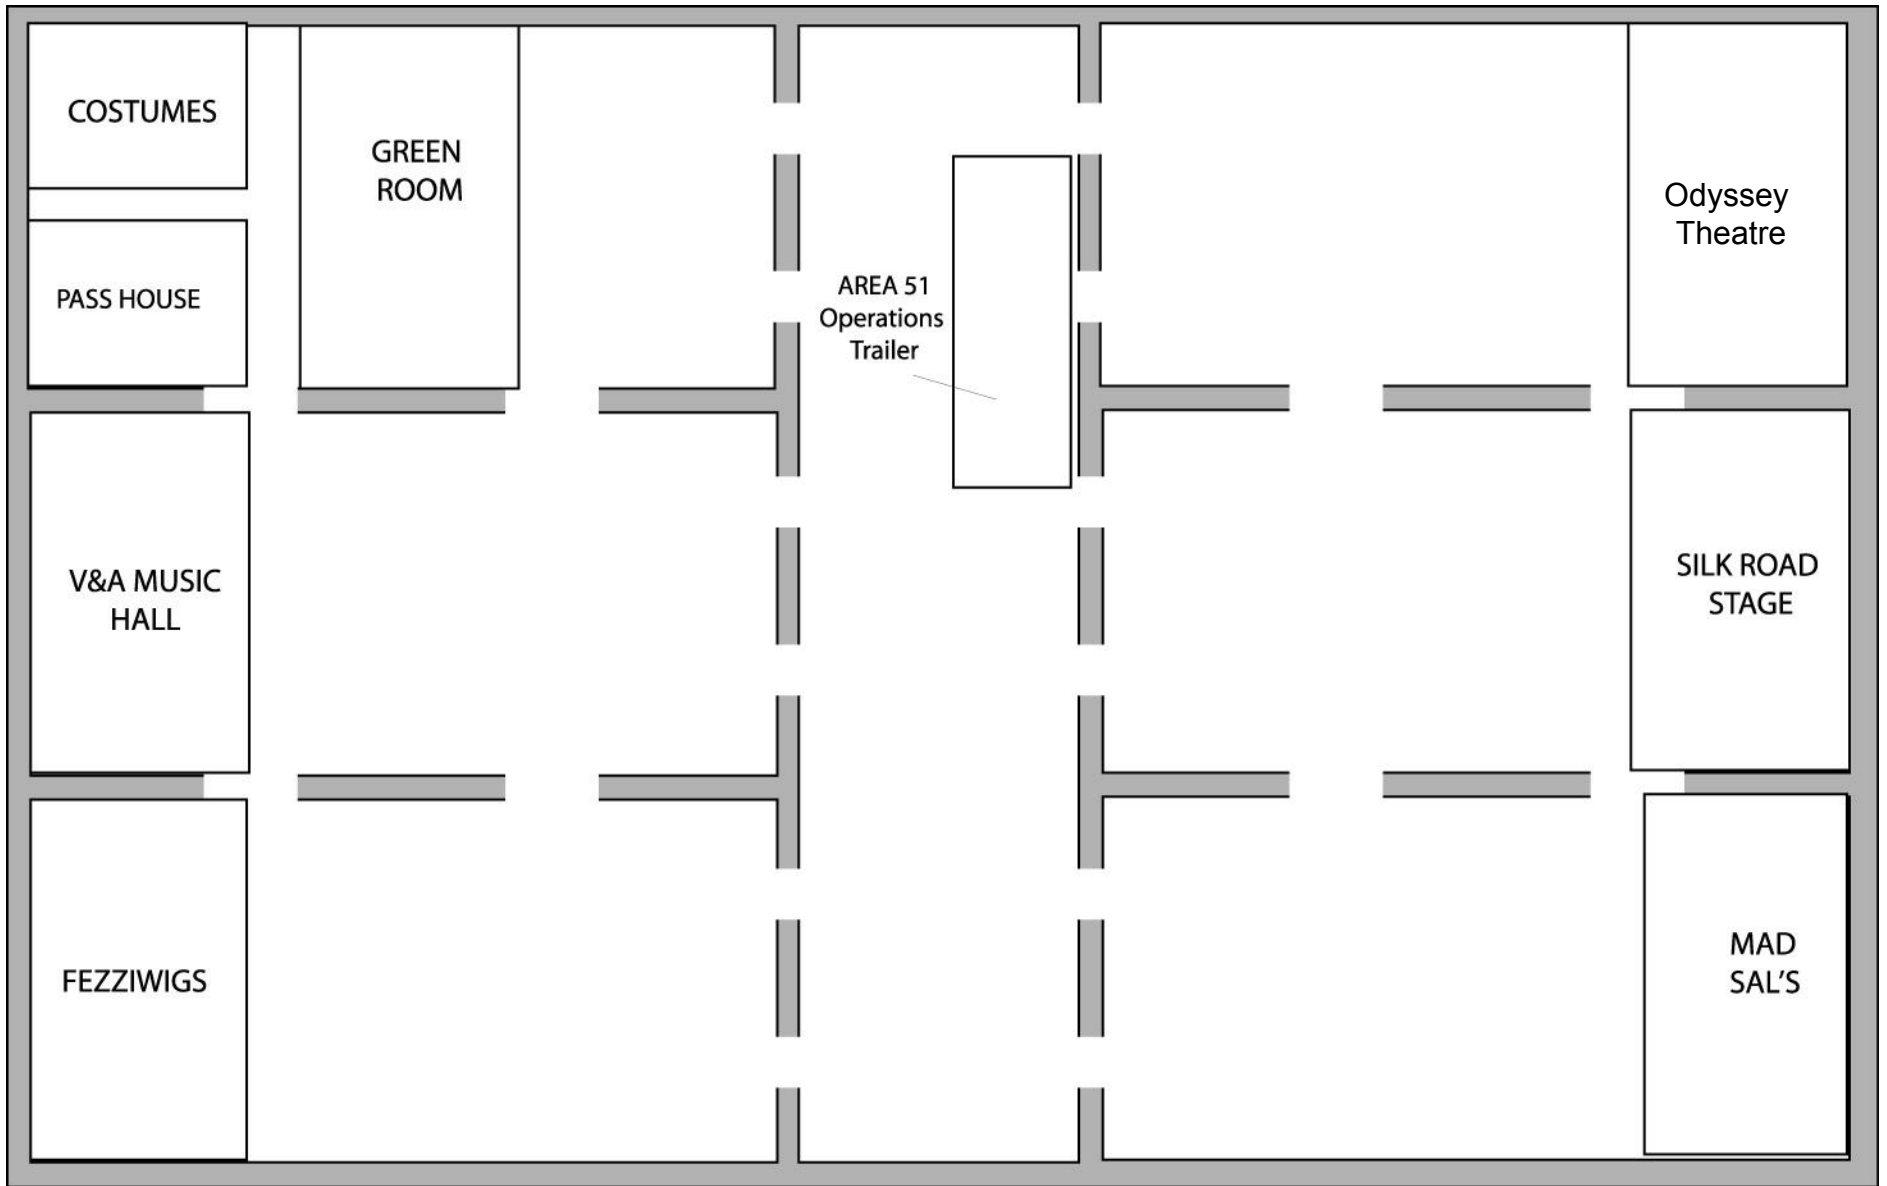 COSTUMES
GREEN
ROOM
Odyssey
Theatre
PASS HOUSE
AREA 51
Operations
Trailer
V&A MUSIC
HALL
SILK ROAD
STAGE
FEZZIWIGS
MAD
SAL'S